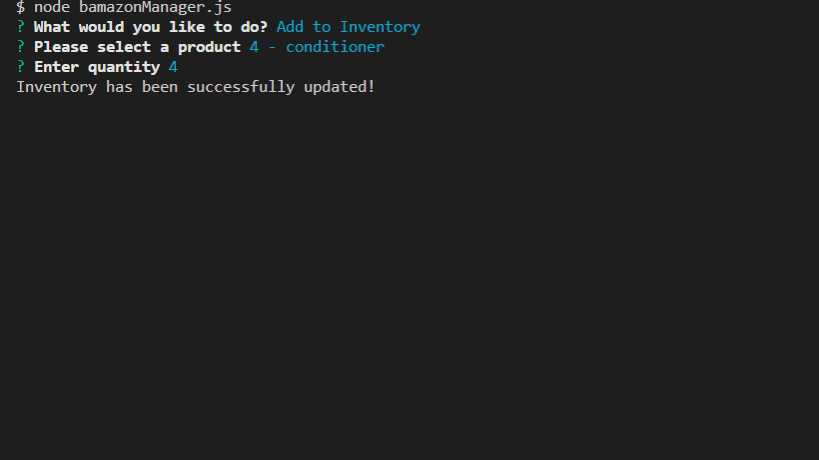 $ node bamazonManager.js
? What would you like to do? Add to Inventory
? Please select a product 4 - conditioner
? Enter quantity 4
Inventory has been successfully updated!